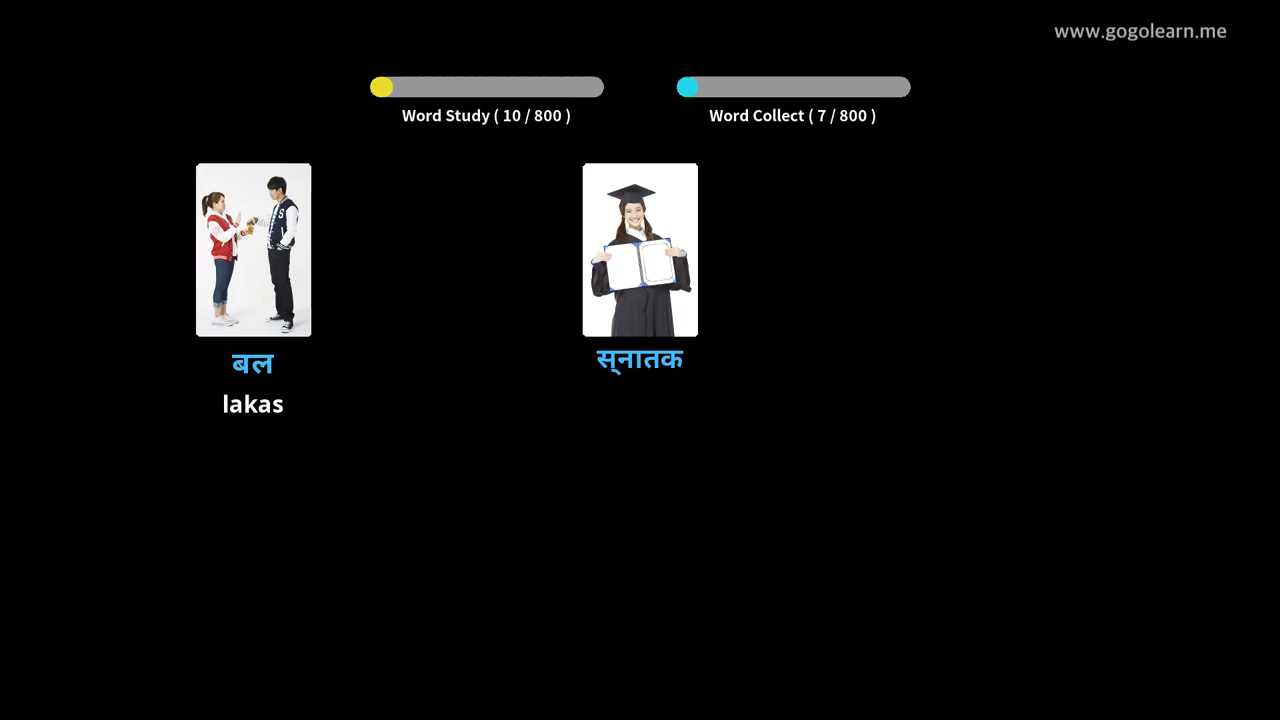 www.gogolearn.me
Word Study ( 10 / 800 )
Word Collect ( 7 / 800 )
बल
lakas
स्नातक